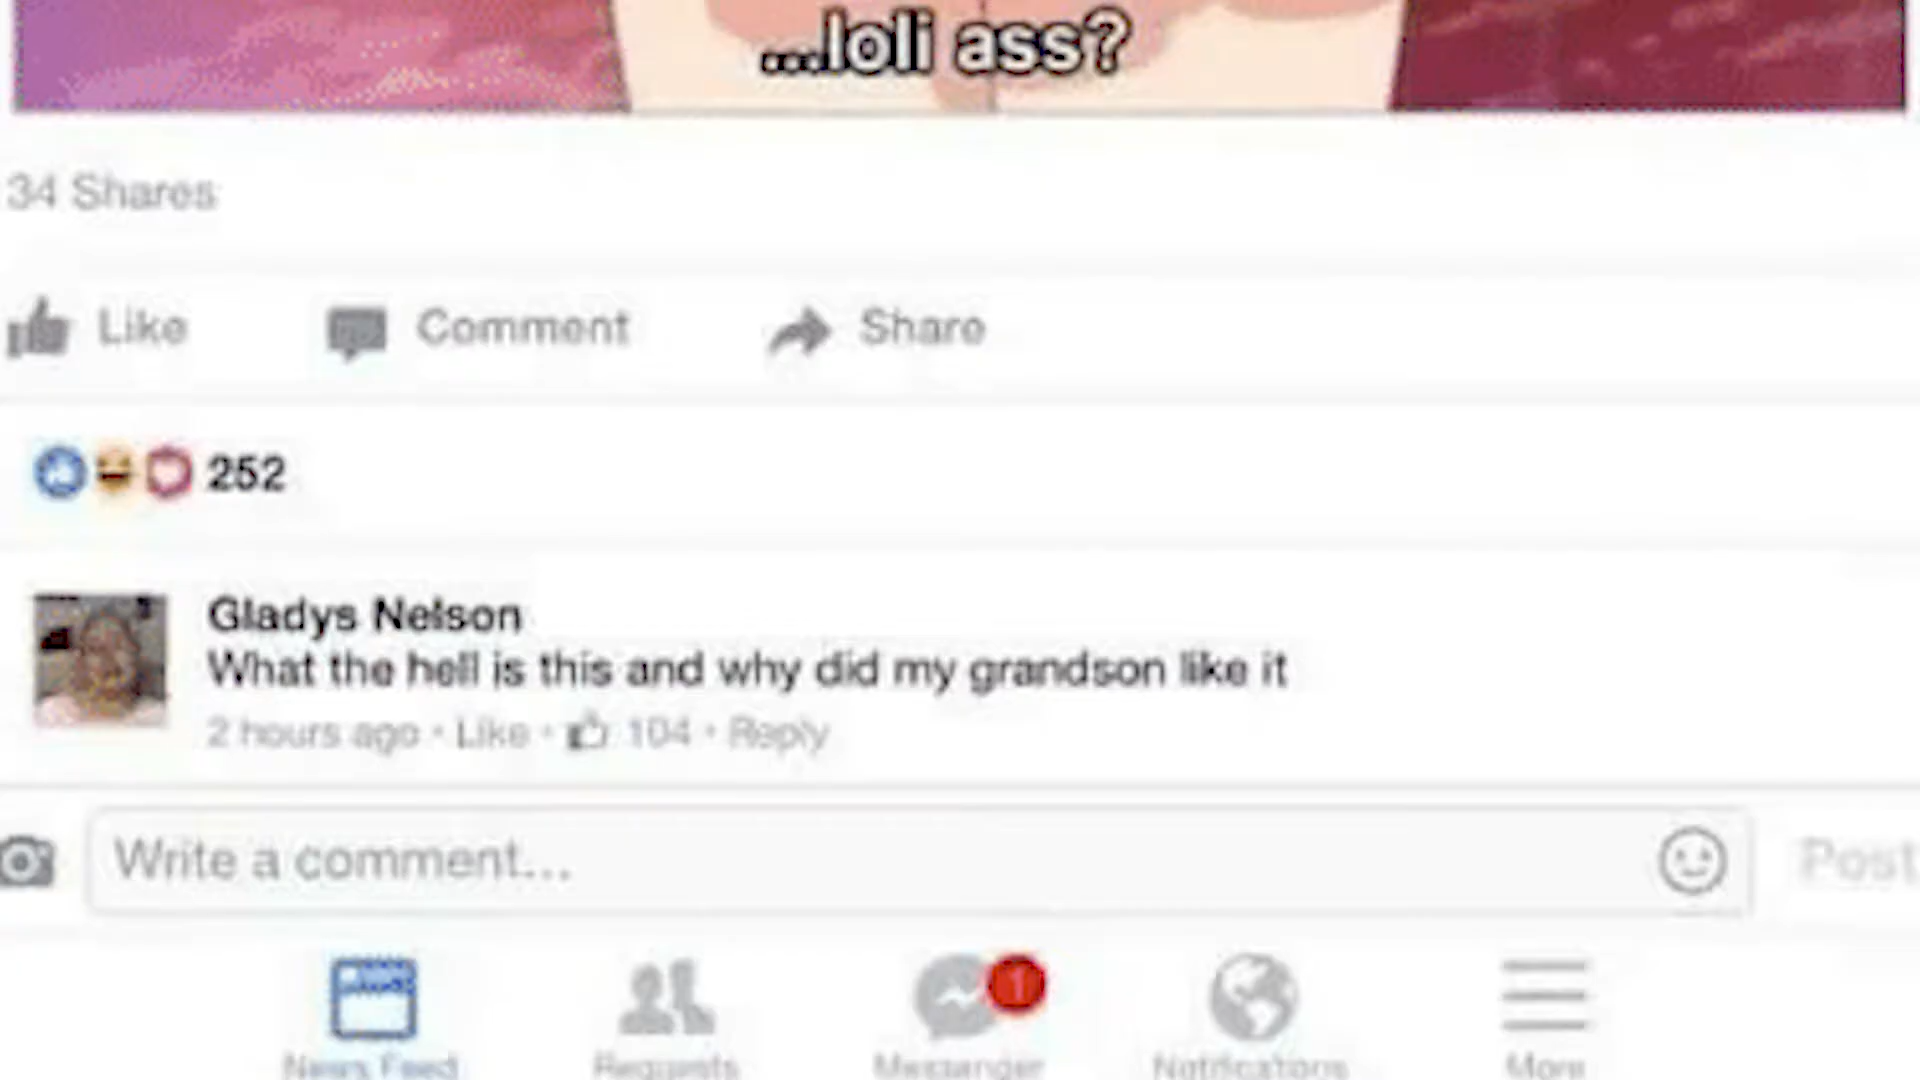 ...loli ass?
34 Shares
Like Comment Share
252
Gladys Nelson
What the hell is this and why did my grandson like it
2 hours ago · Like · 104 · Reply
Write a comment... Post
1
News Feed Requests Messenger Notifications More